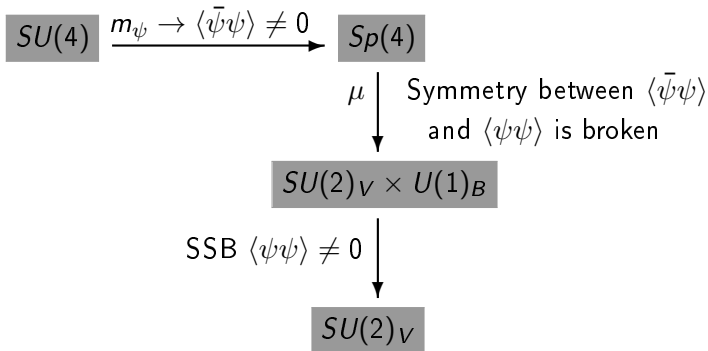 SU(4)
m_ψ → ⟨ψ̄ψ⟩ ≠ 0
Sp(4)
μ
Symmetry between ⟨ψ̄ψ⟩
and ⟨ψψ⟩ is broken
SU(2)_V × U(1)_B
SSB ⟨ψψ⟩ ≠ 0
SU(2)_V